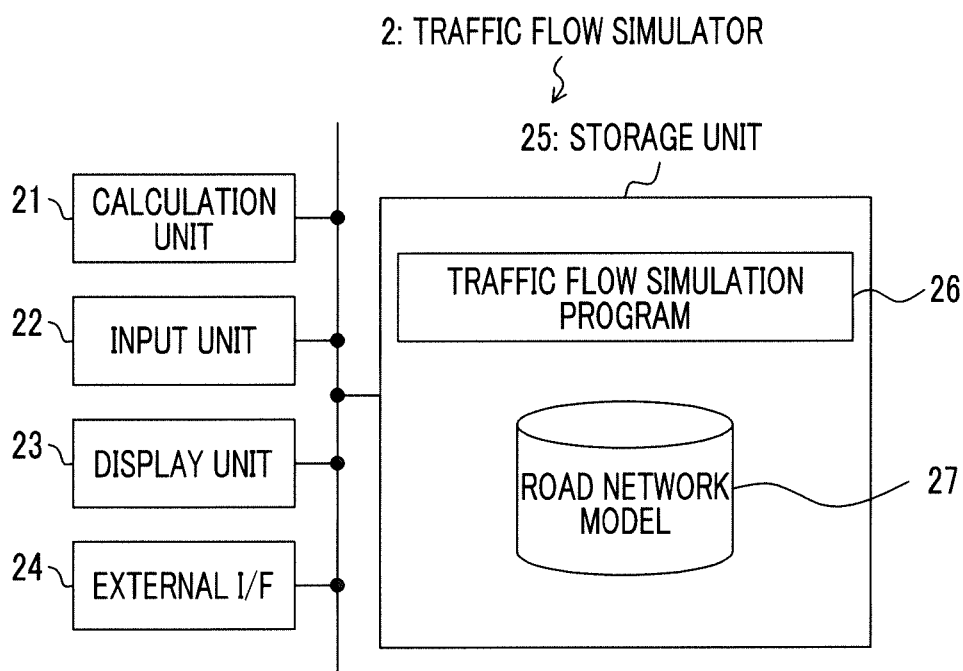 2: TRAFFIC FLOW SIMULATOR
25: STORAGE UNIT
21
CALCULATION
UNIT
22
INPUT UNIT
23
DISPLAY UNIT
24
EXTERNAL I/F
TRAFFIC FLOW SIMULATION
PROGRAM
26
ROAD NETWORK
MODEL
27